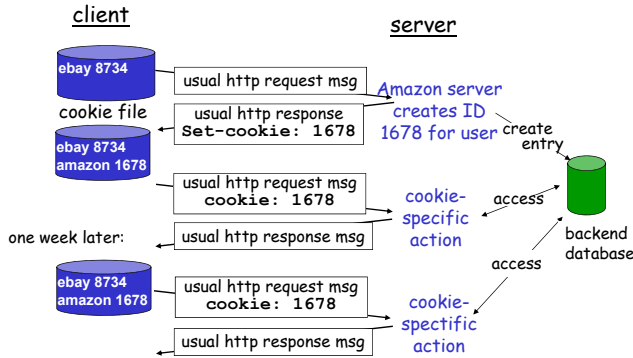 client
server
ebay 8734
usual http request msg
Amazon server
creates ID
1678 for user
cookie file
usual http response
Set-cookie: 1678
create
entry
ebay 8734
amazon 1678
usual http request msg
cookie: 1678
cookie-
specific
action
access
usual http response msg
backend
database
one week later:
access
ebay 8734
amazon 1678
usual http request msg
cookie: 1678
cookie-
spectific
action
usual http response msg